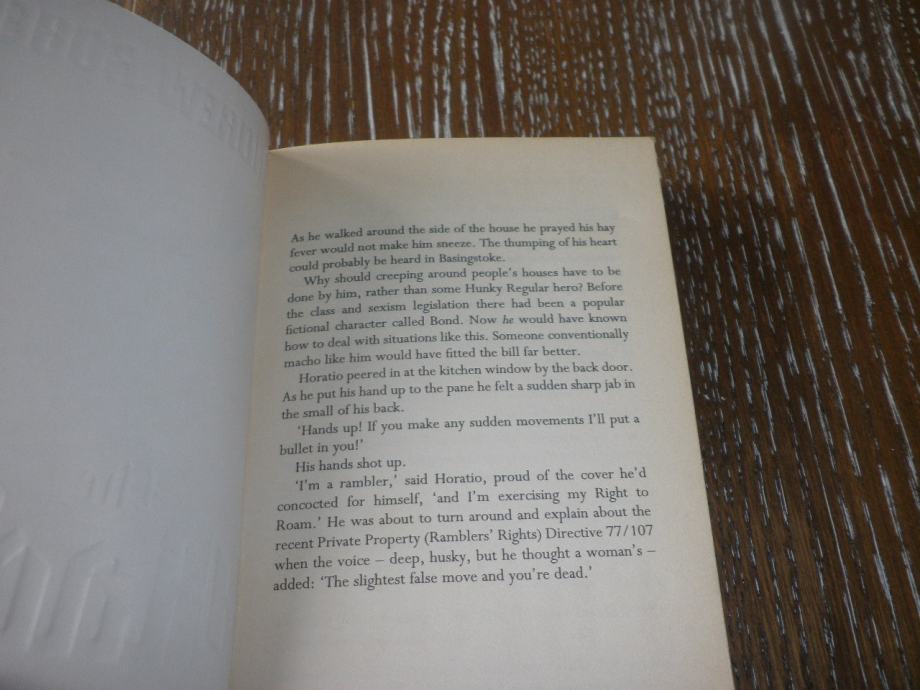 As he walked around the side of the house he prayed his hay
fever would not make him sneeze. The thumping of his heart
could probably be heard in Basingstoke.
Why should creeping around people's houses have to be
done by him, rather than some Hunky Regular hero? Before
the class and sexism legislation there had been a popular
fictional character called Bond. Now he would have known
how to deal with situations like this. Someone conventionally
macho like him would have fitted the bill far better.
Horatio peered in at the kitchen window by the back door.
As he put his hand up to the pane he felt a sudden sharp jab in
the small of his back.
‘Hands up! If you make any sudden movements I’ll put a
bullet in you!’
His hands shot up.
‘I’m a rambler,’ said Horatio, proud of the cover he’d
concocted for himself, ‘and I’m exercising my Right to
Roam.’ He was about to turn around and explain about the
recent Private Property (Ramblers’ Rights) Directive 77/107
when the voice – deep, husky, but he thought a woman’s –
added: ‘The slightest false move and you’re dead.’